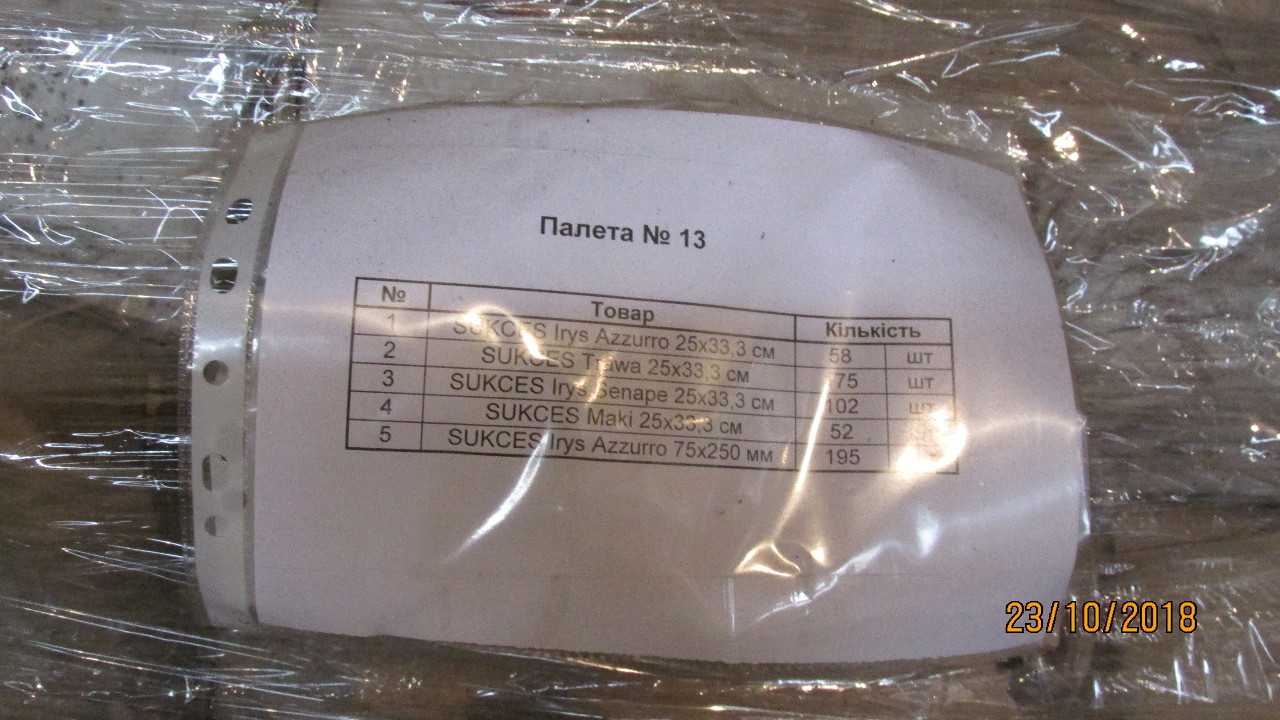 Палета № 13
№ Товар Кількість
1 SUKCES Irys Azzurro 25x33,3 см 58 шт
2 SUKCES Trawa 25x33,3 см 75 шт
3 SUKCES Irys Senape 25x33,3 см 102 шт
4 SUKCES Maki 25x33,3 см 52
5 SUKCES Irys Azzurro 75x250 мм 195
23/10/2018